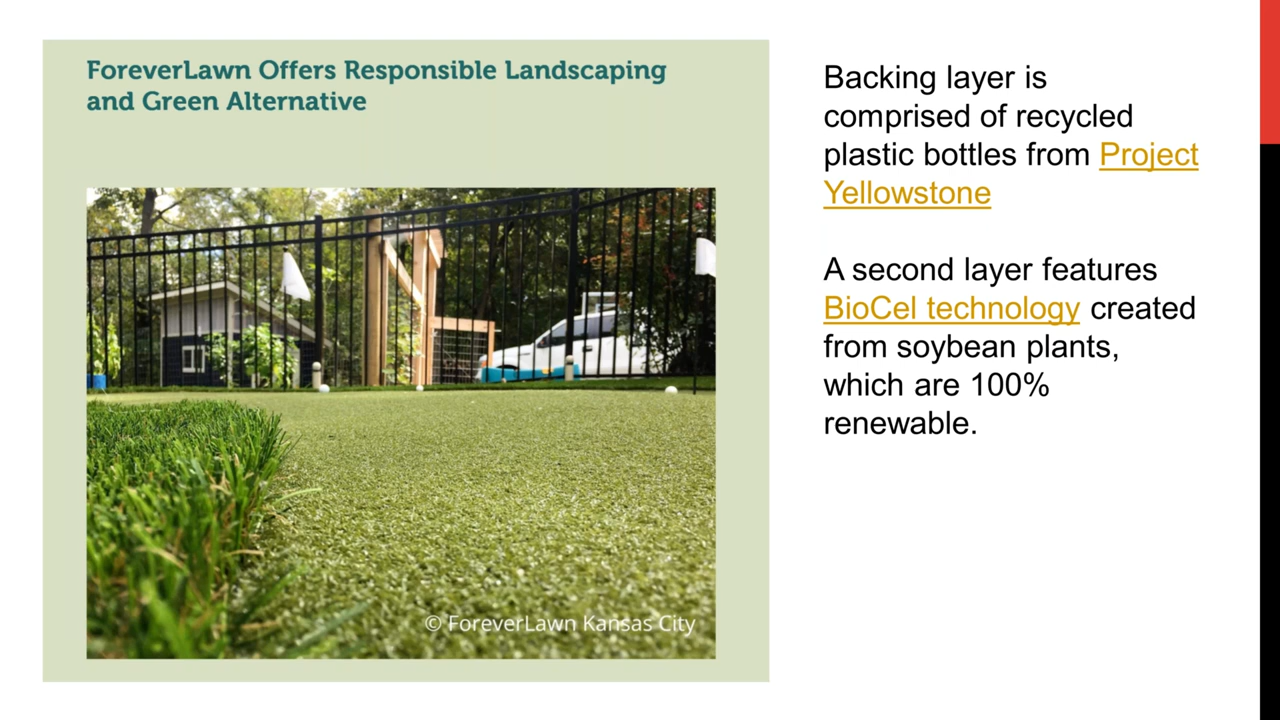 ForeverLawn Offers Responsible Landscaping
and Green Alternative
© ForeverLawn Kansas City
Backing layer is
comprised of recycled
plastic bottles from Project
Yellowstone
A second layer features
BioCel technology created
from soybean plants,
which are 100%
renewable.